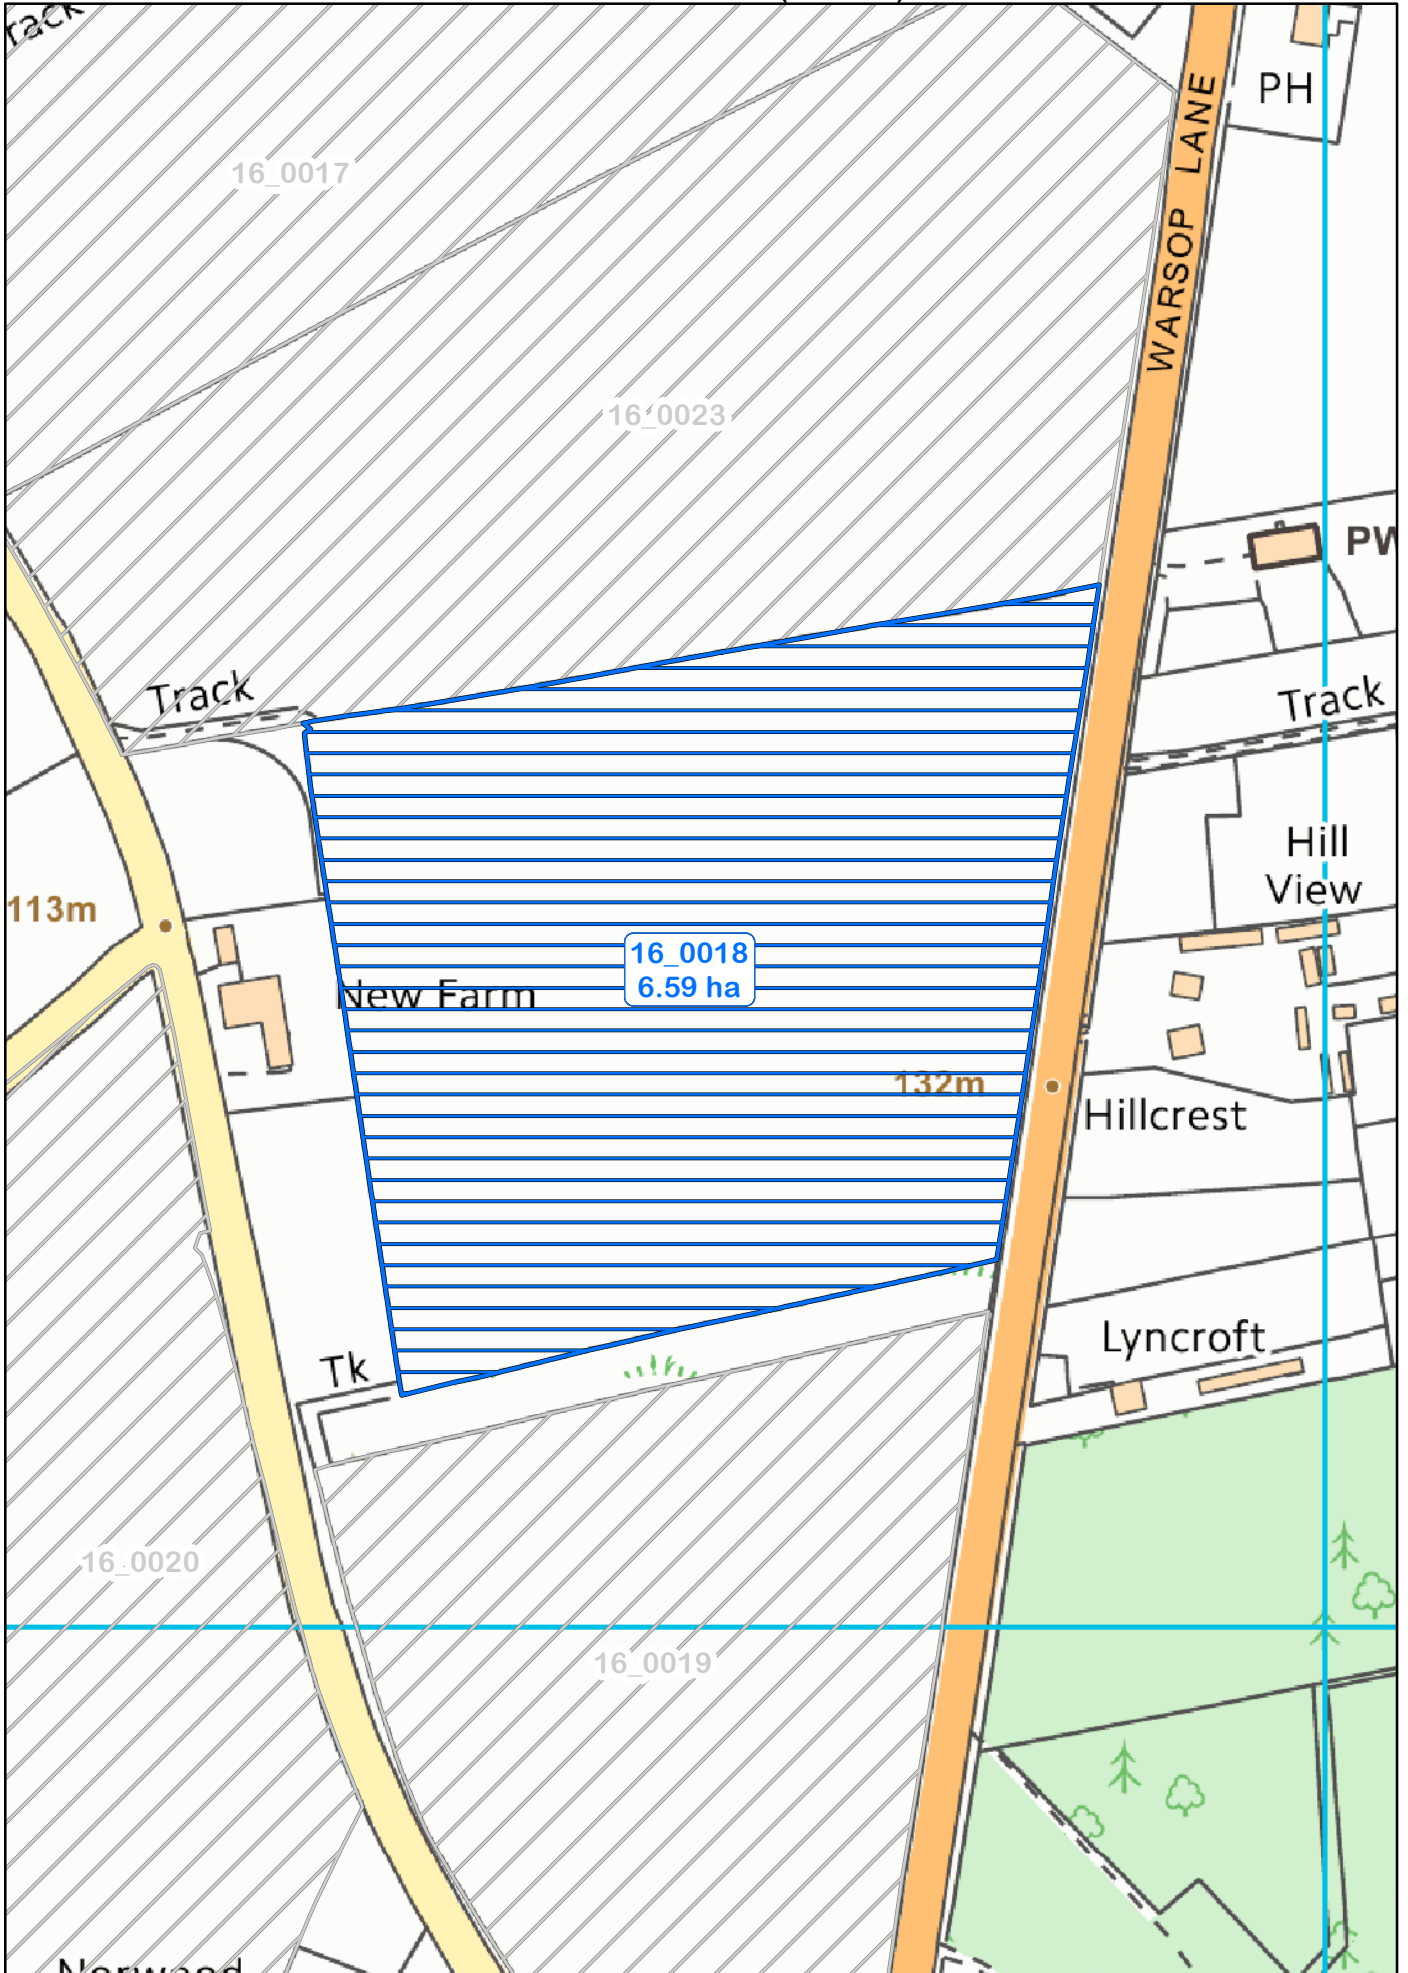 PH
WARSOP LANE
16_0017
16_0023
PW
Track
Track
Hill
View
113m
16_0018
6.59 ha
New Farm
132m
Hillcrest
Lyncroft
Tk
16_0020
16_0019
Norwood